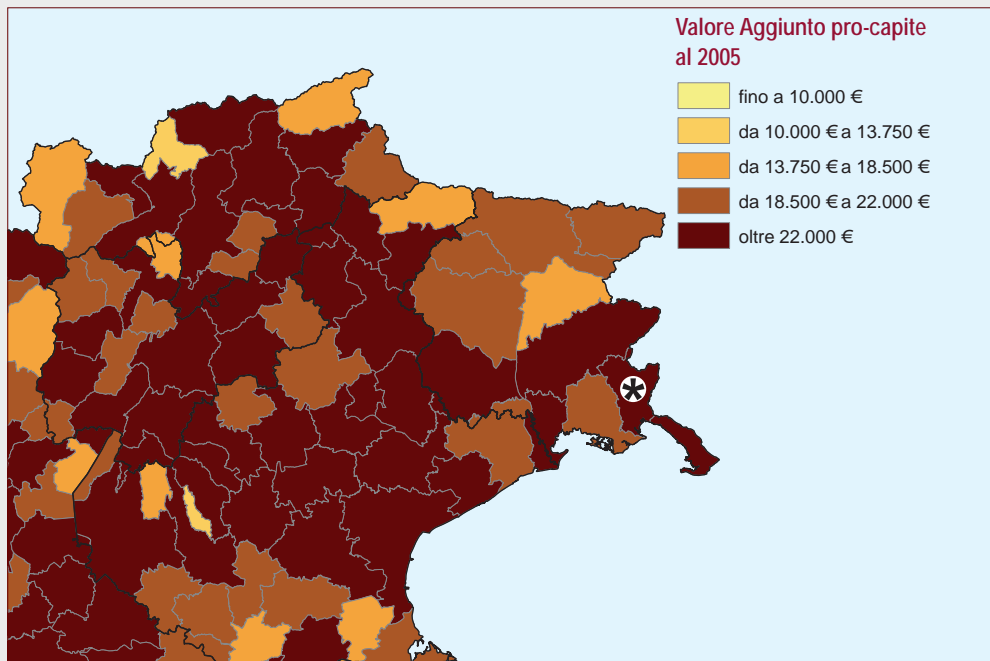 Valore Aggiunto pro-capite
al 2005
fino a 10.000 €
da 10.000 € a 13.750 €
da 13.750 € a 18.500 €
da 18.500 € a 22.000 €
oltre 22.000 €
*